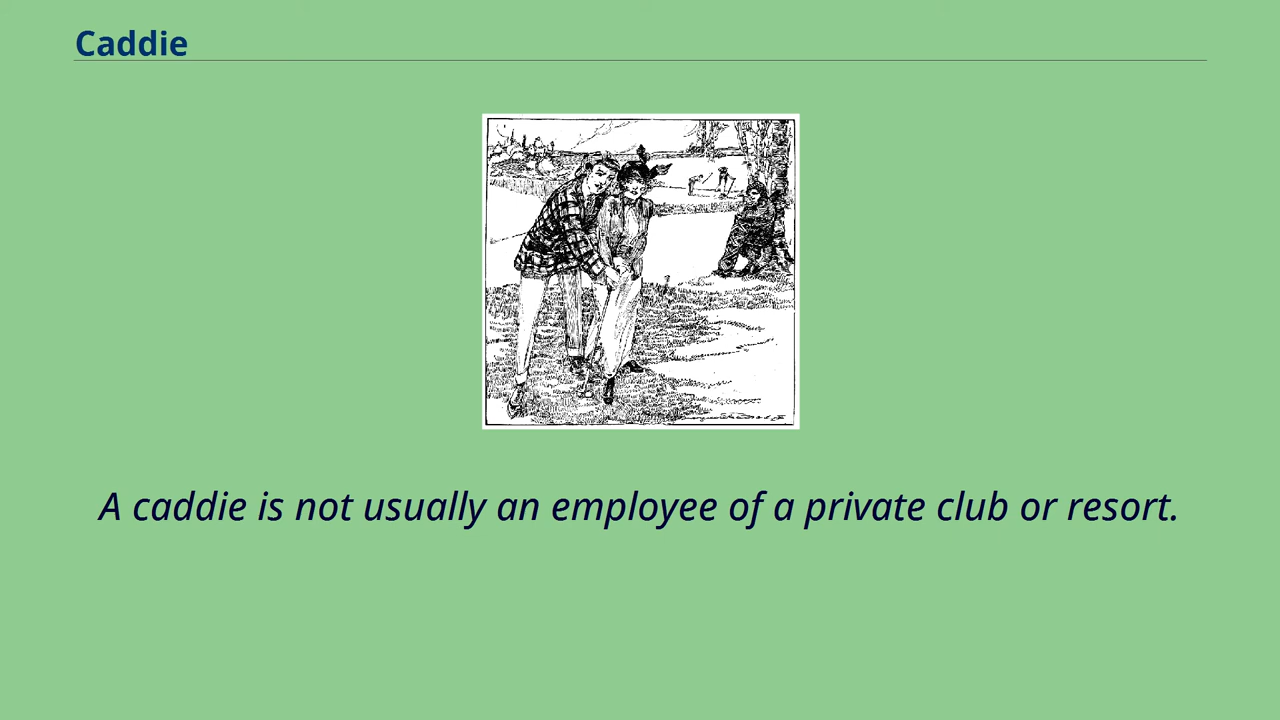 Caddie
A caddie is not usually an employee of a private club or resort.